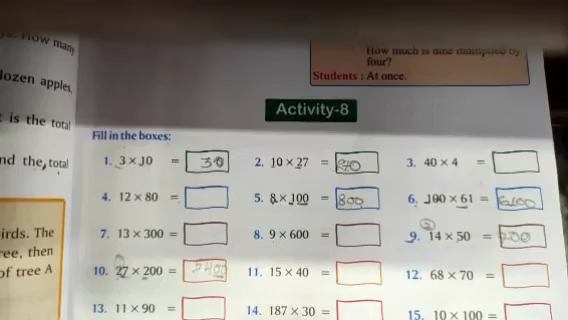 How many
dozen apples,
is the total
nd the total
irds. The
ree, then
of tree A
How much is nine multiplied by
four?
Students : At once.
Activity-8
Fill in the boxes:
1. 3 × 10 = 30 2. 10 × 27 = 3. 40 × 4 =
4. 12 × 80 = 5. 8 × 100 = 800 6. 100 × 61 = 6100
7. 13 × 300 = 8. 9 × 600 = 9. 14 × 50 = 700
10. 27 × 200 = 5400 11. 15 × 40 = 12. 68 × 70 =
13. 11 × 90 = 14. 187 × 30 = 15. 10 × 100 =